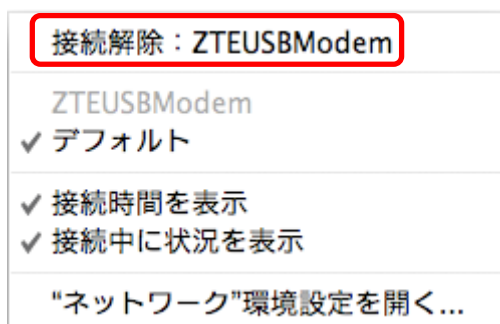 接続解除：ZTEUSBModem
ZTEUSBModem
✓ デフォルト
✓ 接続時間を表示
✓ 接続中に状況を表示
“ネットワーク”環境設定を開く...